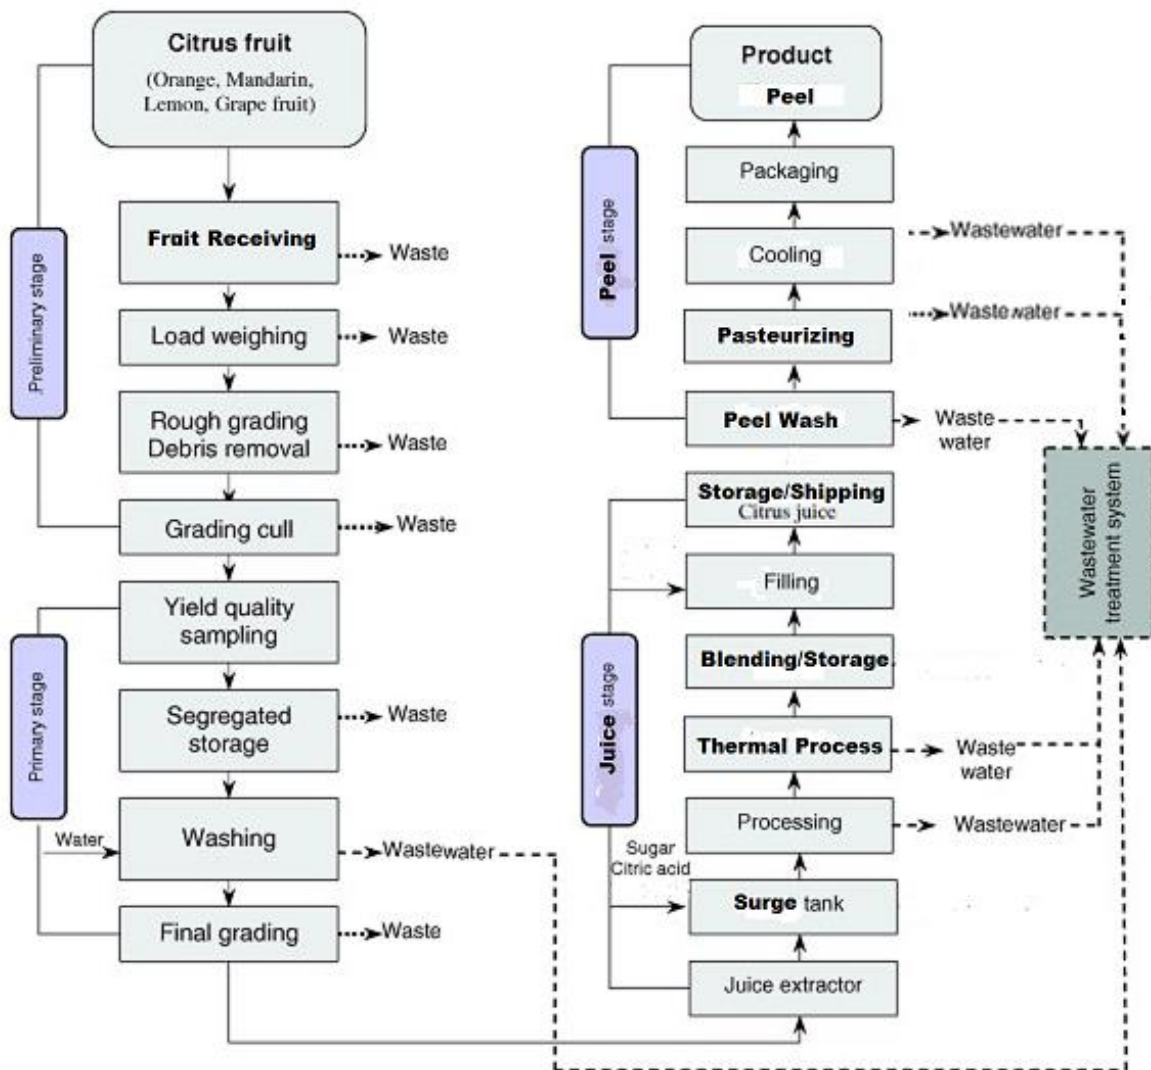 Citrus fruit
(Orange, Mandarin,
Lemon, Grape fruit)
Preliminary stage
Fruit Receiving
Waste
Load weighing
Waste
Rough grading
Debris removal
Waste
Grading cull
Waste
Primary stage
Yield quality
sampling
Segregated
storage
Waste
Water
Washing
Wastewater
Final grading
Waste
Product
Peel
Peel stage
Packaging
Cooling
Wastewater
Pasteurizing
Wastewater
Peel Wash
Waste
water
Wastewater
treatment system
Juice stage
Storage/Shipping
Citrus juice
Filling
Blending/Storage
Thermal Process
Waste
water
Processing
Wastewater
Sugar
Citric acid
Surge tank
Juice extractor